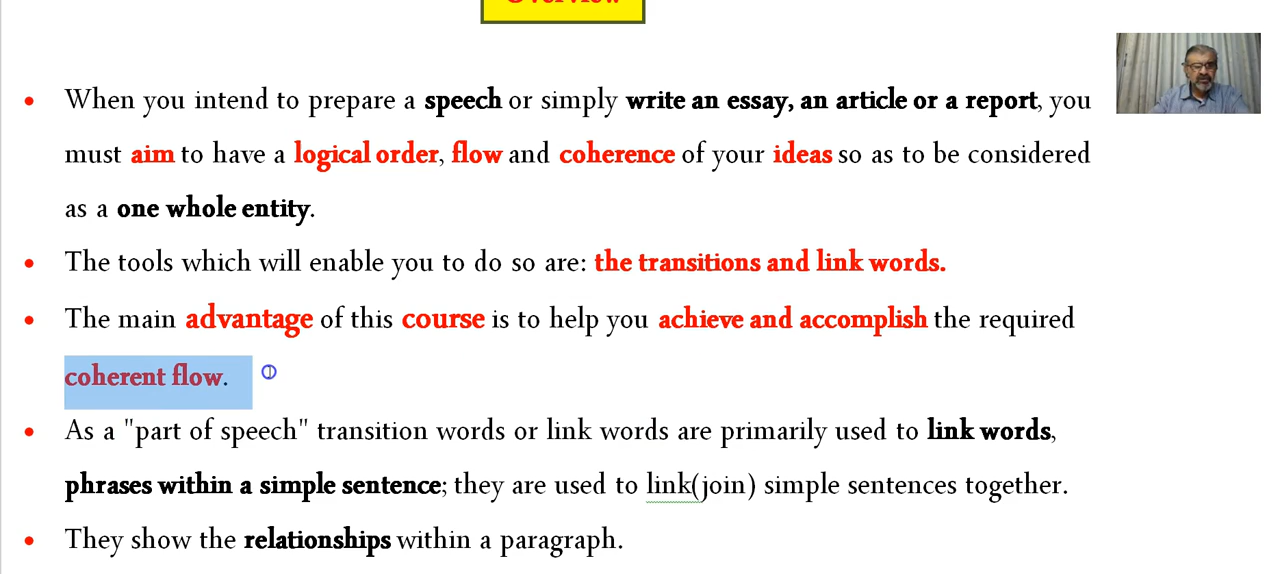 Overview
When you intend to prepare a speech or simply write an essay, an article or a report, you
must aim to have a logical order, flow and coherence of your ideas so as to be considered
as a one whole entity.
The tools which will enable you to do so are: the transitions and link words.
The main advantage of this course is to help you achieve and accomplish the required
coherent flow.
As a "part of speech" transition words or link words are primarily used to link words,
phrases within a simple sentence; they are used to link(join) simple sentences together.
They show the relationships within a paragraph.